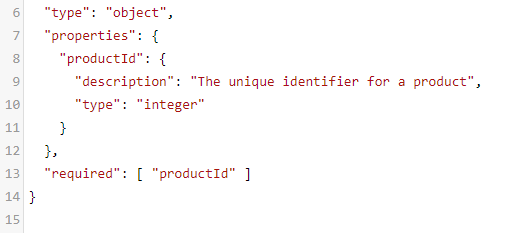 6 "type": "object",
7 "properties": {
8 "productId": {
9 "description": "The unique identifier for a product",
10 "type": "integer"
11 }
12 },
13 "required": [ "productId" ]
14 }
15